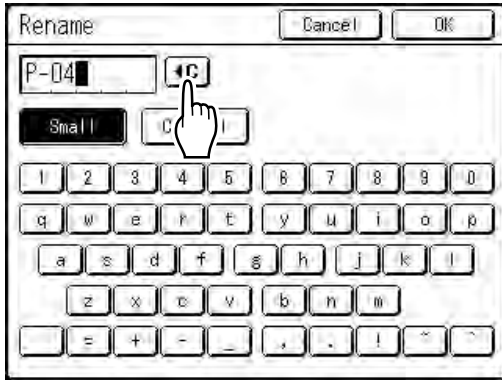 Rename Cancel OK
P-04 ◀C
Small
1 2 3 4 5 6 7 8 9 0
q w e r t y u i o p
a s d f g h j k l
z x c v b n m
= + - _ , . ! ~ ^